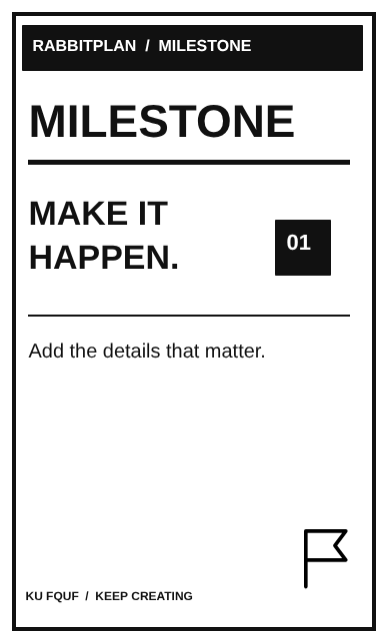 RABBITPLAN / MILESTONE
MILESTONE
MAKE IT
HAPPEN.
01
Add the details that matter.
KU FQUF / KEEP CREATING